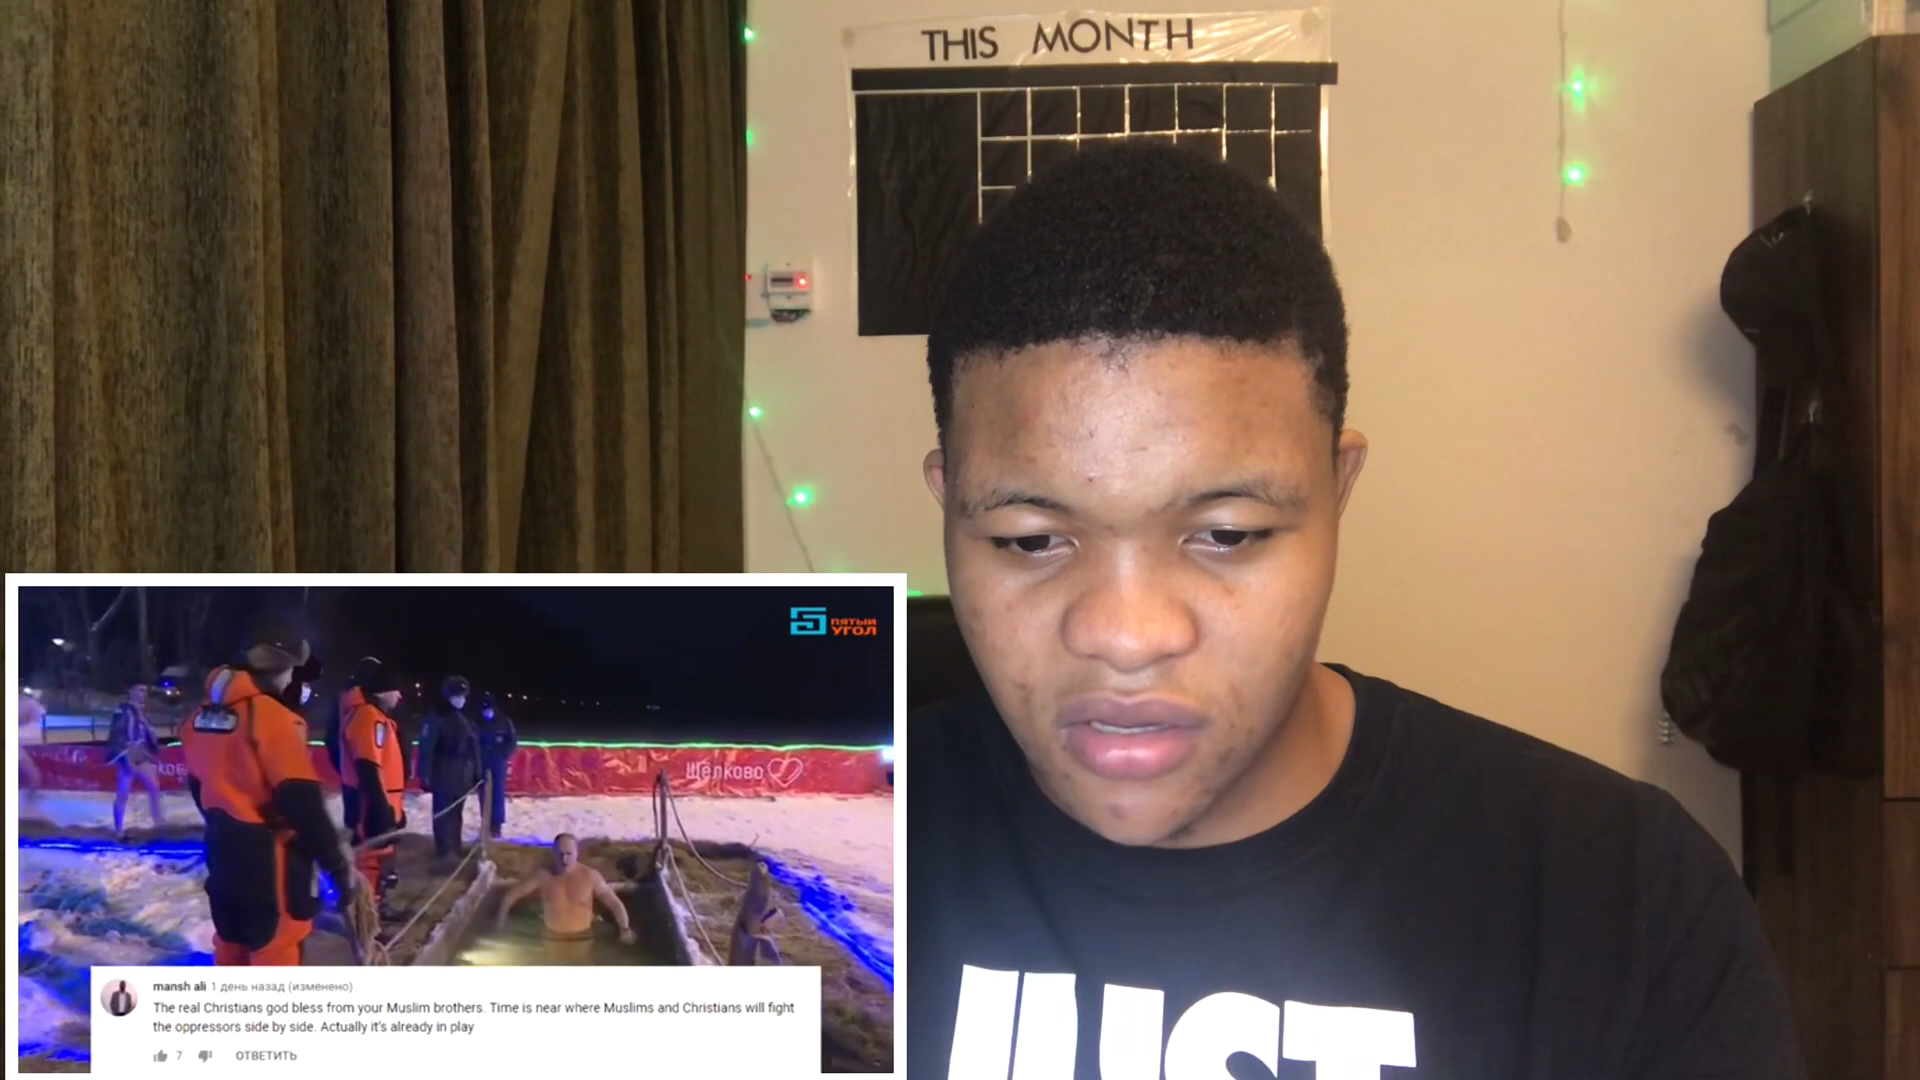 THIS MONTH
5 ПЯТЫЙ
УГОЛ
Щёлково
mansh ali 1 день назад (изменено)
The real Christians god bless from your Muslim brothers. Time is near where Muslims and Christians will fight
the oppressors side by side. Actually it's already in play
7 ОТВЕТИТЬ
JUST